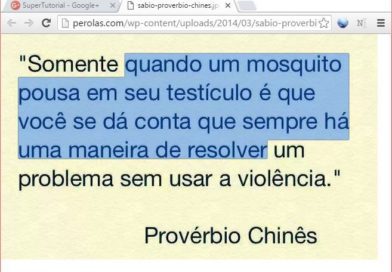 SuperTutorial - Google+
sabio-proverbio-chines.jp
perolas.com/wp-content/uploads/2014/03/sabio-proverbi
"Somente quando um mosquito
pousa em seu testículo é que
você se dá conta que sempre há
uma maneira de resolver um
problema sem usar a violência."
Provérbio Chinês